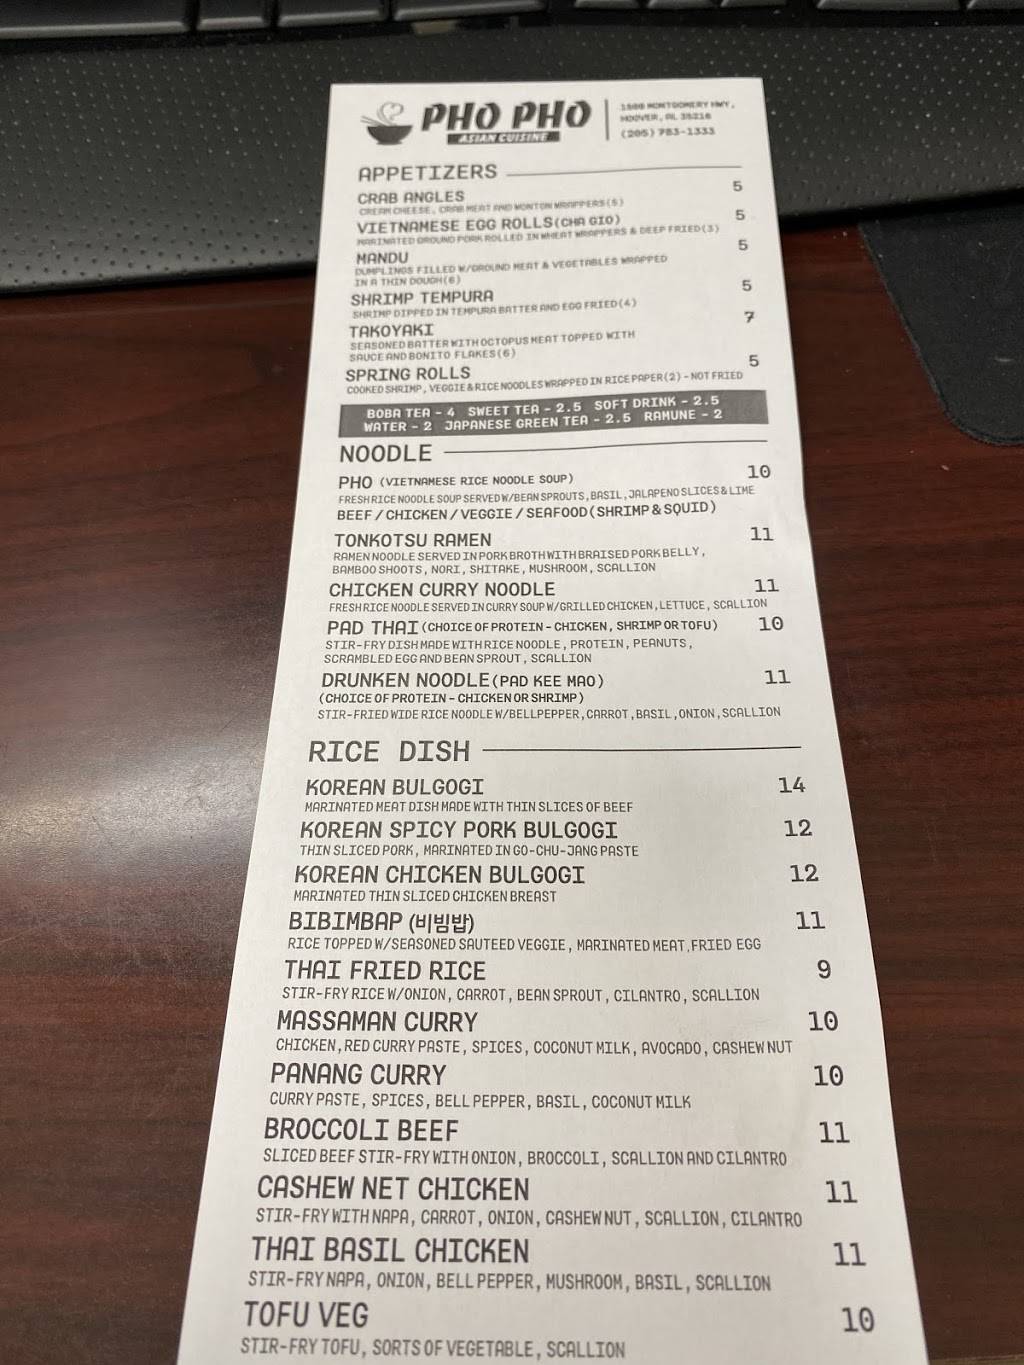 PHO PHO
ASIAN CUISINE
1580 MONTGOMERY HWY,
HOOVER, AL 35216
(205) 783-1333
APPETIZERS
CRAB ANGLES 5
CREAM CHEESE, CRAB MEAT AND WONTON WRAPPERS(5)
VIETNAMESE EGG ROLLS(CHA GIO) 5
MARINATED GROUND PORK ROLLED IN WHEAT WRAPPERS & DEEP FRIED(3)
MANDU 5
DUMPLINGS FILLED W/GROUND MEAT & VEGETABLES WRAPPED
IN A THIN DOUGH(6)
SHRIMP TEMPURA 5
SHRIMP DIPPED IN TEMPURA BATTER AND EGG FRIED(4)
TAKOYAKI 7
SEASONED BATTER WITH OCTOPUS MEAT TOPPED WITH
SAUCE AND BONITO FLAKES(6)
SPRING ROLLS 5
COOKED SHRIMP, VEGGIE & RICE NOODLES WRAPPED IN RICE PAPER(2) - NOT FRIED
BOBA TEA - 4 SWEET TEA - 2.5 SOFT DRINK - 2.5
WATER - 2 JAPANESE GREEN TEA - 2.5 RAMUNE - 2
NOODLE
PHO (VIETNAMESE RICE NOODLE SOUP) 10
FRESH RICE NOODLE SOUP SERVED W/BEAN SPROUTS, BASIL, JALAPENO SLICES & LIME
BEEF / CHICKEN / VEGGIE / SEAFOOD(SHRIMP & SQUID)
TONKOTSU RAMEN 11
RAMEN NOODLE SERVED IN PORK BROTH WITH BRAISED PORK BELLY,
BAMBOO SHOOTS, NORI, SHITAKE, MUSHROOM, SCALLION
CHICKEN CURRY NOODLE 11
FRESH RICE NOODLE SERVED IN CURRY SOUP W/GRILLED CHICKEN, LETTUCE, SCALLION
PAD THAI (CHOICE OF PROTEIN - CHICKEN, SHRIMP OR TOFU) 10
STIR-FRY DISH MADE WITH RICE NOODLE, PROTEIN, PEANUTS,
SCRAMBLED EGG AND BEAN SPROUT, SCALLION
DRUNKEN NOODLE(PAD KEE MAO) 11
(CHOICE OF PROTEIN - CHICKEN OR SHRIMP)
STIR-FRIED WIDE RICE NOODLE W/BELLPEPPER, CARROT, BASIL, ONION, SCALLION
RICE DISH
KOREAN BULGOGI 14
MARINATED MEAT DISH MADE WITH THIN SLICES OF BEEF
KOREAN SPICY PORK BULGOGI 12
THIN SLICED PORK, MARINATED IN GO-CHU-JANG PASTE
KOREAN CHICKEN BULGOGI 12
MARINATED THIN SLICED CHICKEN BREAST
BIBIMBAP (비빔밥) 11
RICE TOPPED W/SEASONED SAUTEED VEGGIE, MARINATED MEAT, FRIED EGG
THAI FRIED RICE 9
STIR-FRY RICE W/ONION, CARROT, BEAN SPROUT, CILANTRO, SCALLION
MASSAMAN CURRY 10
CHICKEN, RED CURRY PASTE, SPICES, COCONUT MILK, AVOCADO, CASHEW NUT
PANANG CURRY 10
CURRY PASTE, SPICES, BELL PEPPER, BASIL, COCONUT MILK
BROCCOLI BEEF 11
SLICED BEEF STIR-FRY WITH ONION, BROCCOLI, SCALLION AND CILANTRO
CASHEW NET CHICKEN 11
STIR-FRY WITH NAPA, CARROT, ONION, CASHEW NUT, SCALLION, CILANTRO
THAI BASIL CHICKEN 11
STIR-FRY NAPA, ONION, BELL PEPPER, MUSHROOM, BASIL, SCALLION
TOFU VEG 10
STIR-FRY TOFU, SORTS OF VEGETABLE, SCALLION